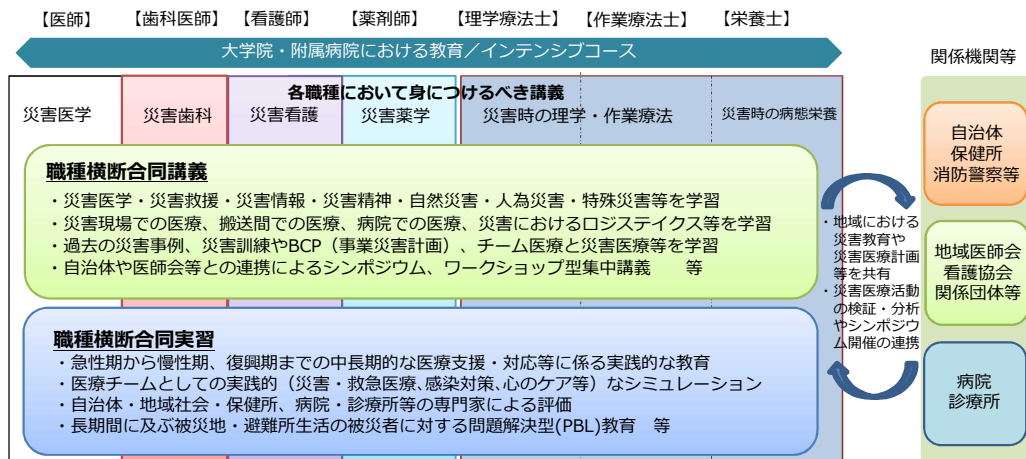 【医師】 【歯科医師】 【看護師】 【薬剤師】 【理学療法士】 【作業療法士】 【栄養士】
大学院・附属病院における教育／インテンシブコース
各職種において身につけるべき講義
災害医学 災害歯科 災害看護 災害薬学 災害時の理学・作業療法 災害時の病態栄養
職種横断合同講義
・災害医学・災害救援・災害情報・災害精神・自然災害・人為災害・特殊災害等を学習
・災害現場での医療、搬送間での医療、病院での医療、災害におけるロジステイクス等を学習
・過去の災害事例、災害訓練やBCP（事業災害計画）、チーム医療と災害医療等を学習
・自治体や医師会等との連携によるシンポジウム、ワークショップ型集中講義 等
職種横断合同実習
・急性期から慢性期、復興期までの中長期的な医療支援・対応等に係る実践的な教育
・医療チームとしての実践的（災害・救急医療、感染対策、心のケア等）なシミュレーション
・自治体・地域社会・保健所、病院・診療所等の専門家による評価
・長期間に及ぶ被災地・避難所生活の被災者に対する問題解決型(PBL)教育 等
・地域における
災害教育や
災害医療計画
等を共有
・災害医療活動
の検証・分析
やシンポジウ
ム開催の連携
関係機関等
自治体
保健所
消防警察等
地域医師会
看護協会
関係団体等
病院
診療所